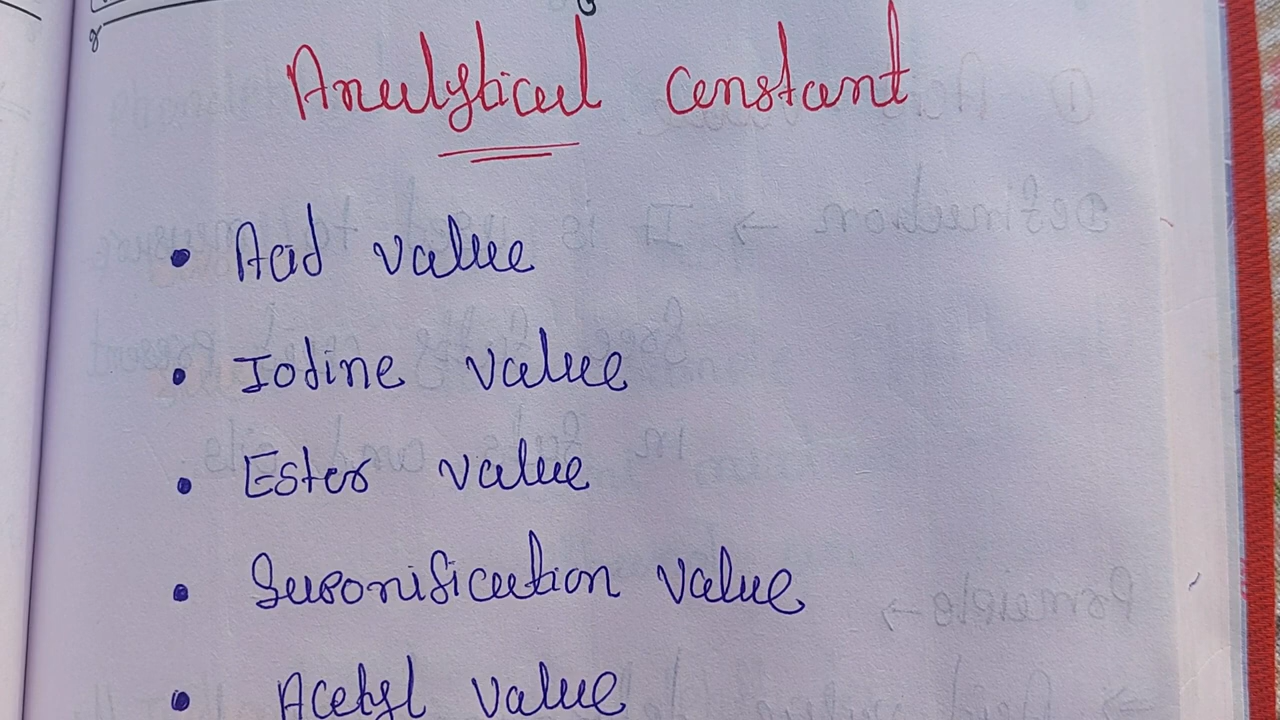 Analytical constant
• Acid value
• Iodine value
• Ester value
• Saponification value
• Acetyl value